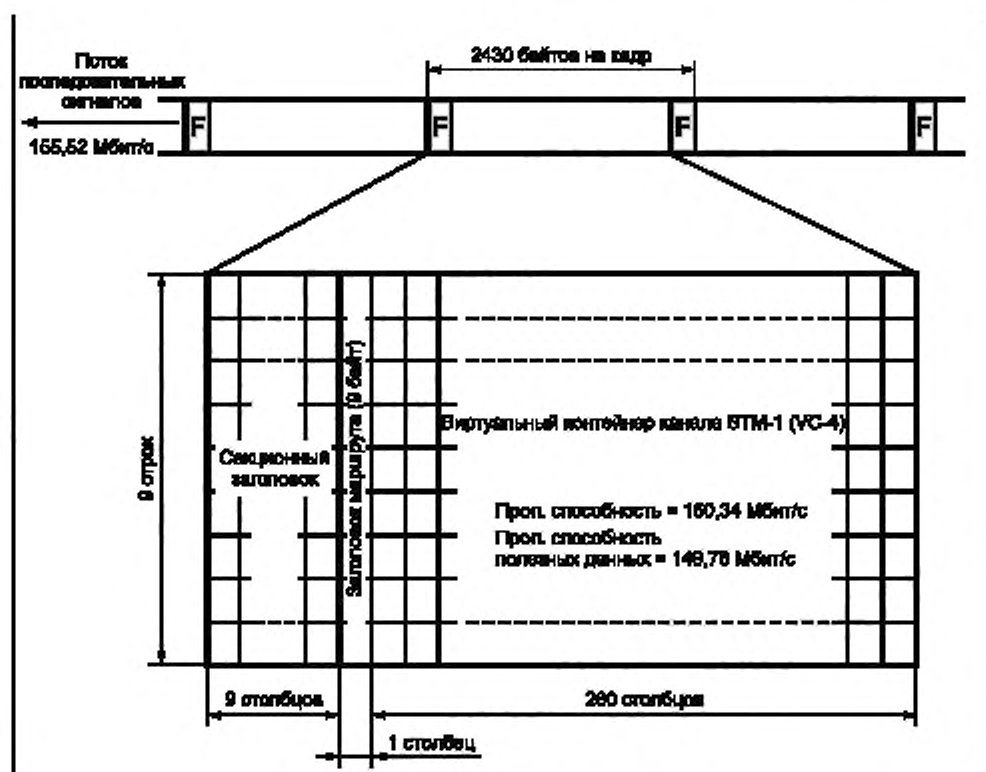 Поток
последовательных
сигналов
155,52 Мбит/с
2430 байтов на кадр
F
F
F
F
9 строк
Секционный
заголовок
Заголовок маршрута (9 байт)
Виртуальный контейнер канала STM-1 (VC-4)
Проп. способность = 150,34 Мбит/с
Проп. способность
полезных данных = 149,76 Мбит/с
9 столбцов
260 столбцов
1 столбец